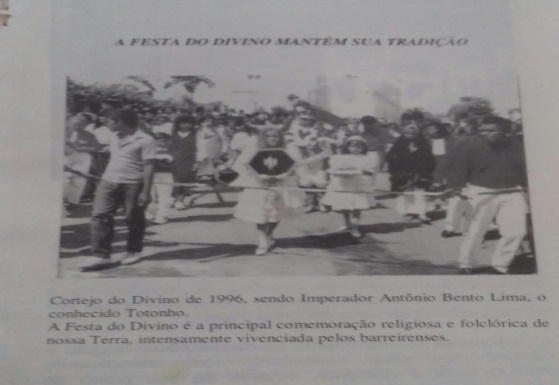 A FESTA DO DIVINO MANTÊM SUA TRADIÇÃO
Cortejo do Divino de 1996, sendo Imperador Antônio Bento Lima, o
conhecido Totonho.
A Festa do Divino é a principal comemoração religiosa e folclórica de
nossa Terra, intensamente vivenciada pelos barreirenses.